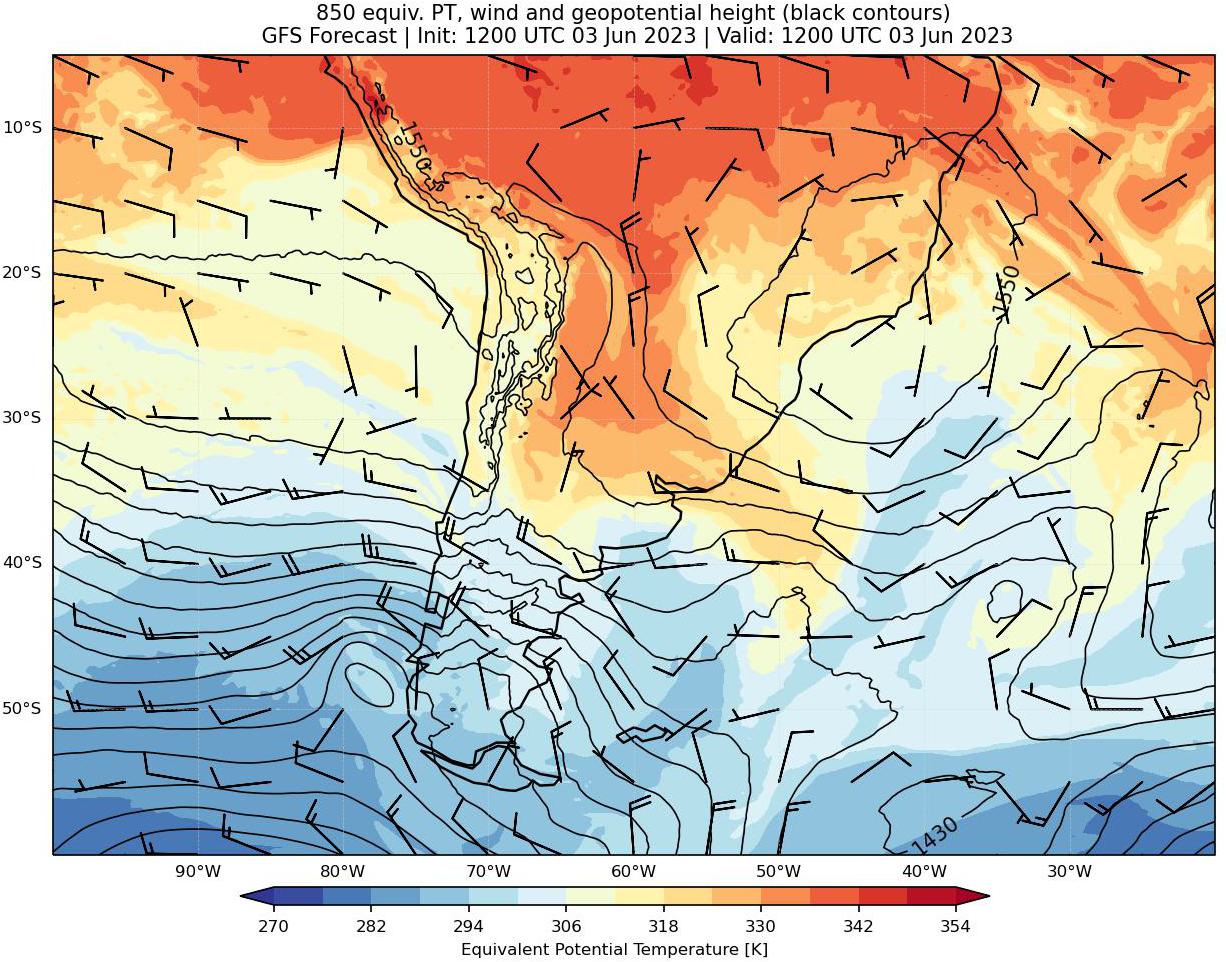 850 equiv. PT, wind and geopotential height (black contours)
GFS Forecast | Init: 1200 UTC 03 Jun 2023 | Valid: 1200 UTC 03 Jun 2023
1550
10°S
20°S
1550
30°S
40°S
50°S
1430
90°W 80°W 70°W 60°W 50°W 40°W 30°W
270 282 294 306 318 330 342 354
Equivalent Potential Temperature [K]